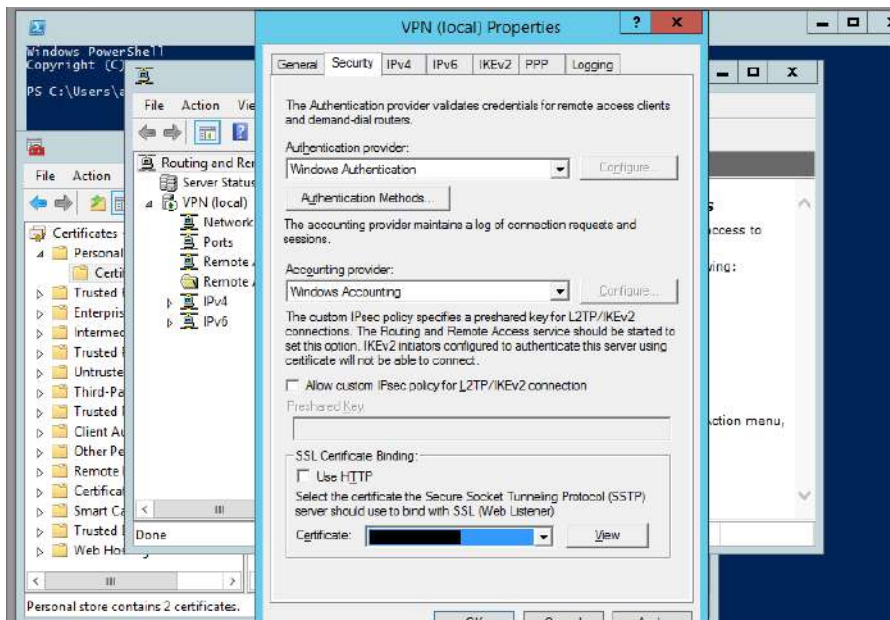 VPN (local) Properties
?
x
Windows PowerShell
Copyright (C)
PS C:\Users\a
File Action Vie
Routing and Re
Server Status
VPN (local)
Network
Ports
Remote
Remote
IPv4
IPv6
Done
File Action
Certificates
Personal
Certi
Trusted
Enterpris
Intermed
Trusted
Untruste
Third-Pa
Trusted
Client Au
Other Pe
Remote
Certificat
Smart Ca
Trusted
Web Ho
Personal store contains 2 certificates.
General Security IPv4 IPv6 IKEv2 PPP Logging
The Authentication provider validates credentials for remote access clients
and demand-dial routers.
Authentication provider:
Windows Authentication
Configure...
Authentication Methods...
The accounting provider maintains a log of connection requests and
sessions.
Accounting provider:
Windows Accounting
Configure...
The custom IPsec policy specifies a preshared key for L2TP/IKEv2
connections. The Routing and Remote Access service should be started to
set this option. IKEv2 initiators configured to authenticate this server using
certificate will not be able to connect.
Allow custom IPsec policy for L2TP/IKEv2 connection
Preshared Key
SSL Certificate Binding:
Use HTTP
Select the certificate the Secure Socket Tunneling Protocol (SSTP)
server should use to bind with SSL (Web Listener)
Certificate:
View
access to
ving:
ction menu,